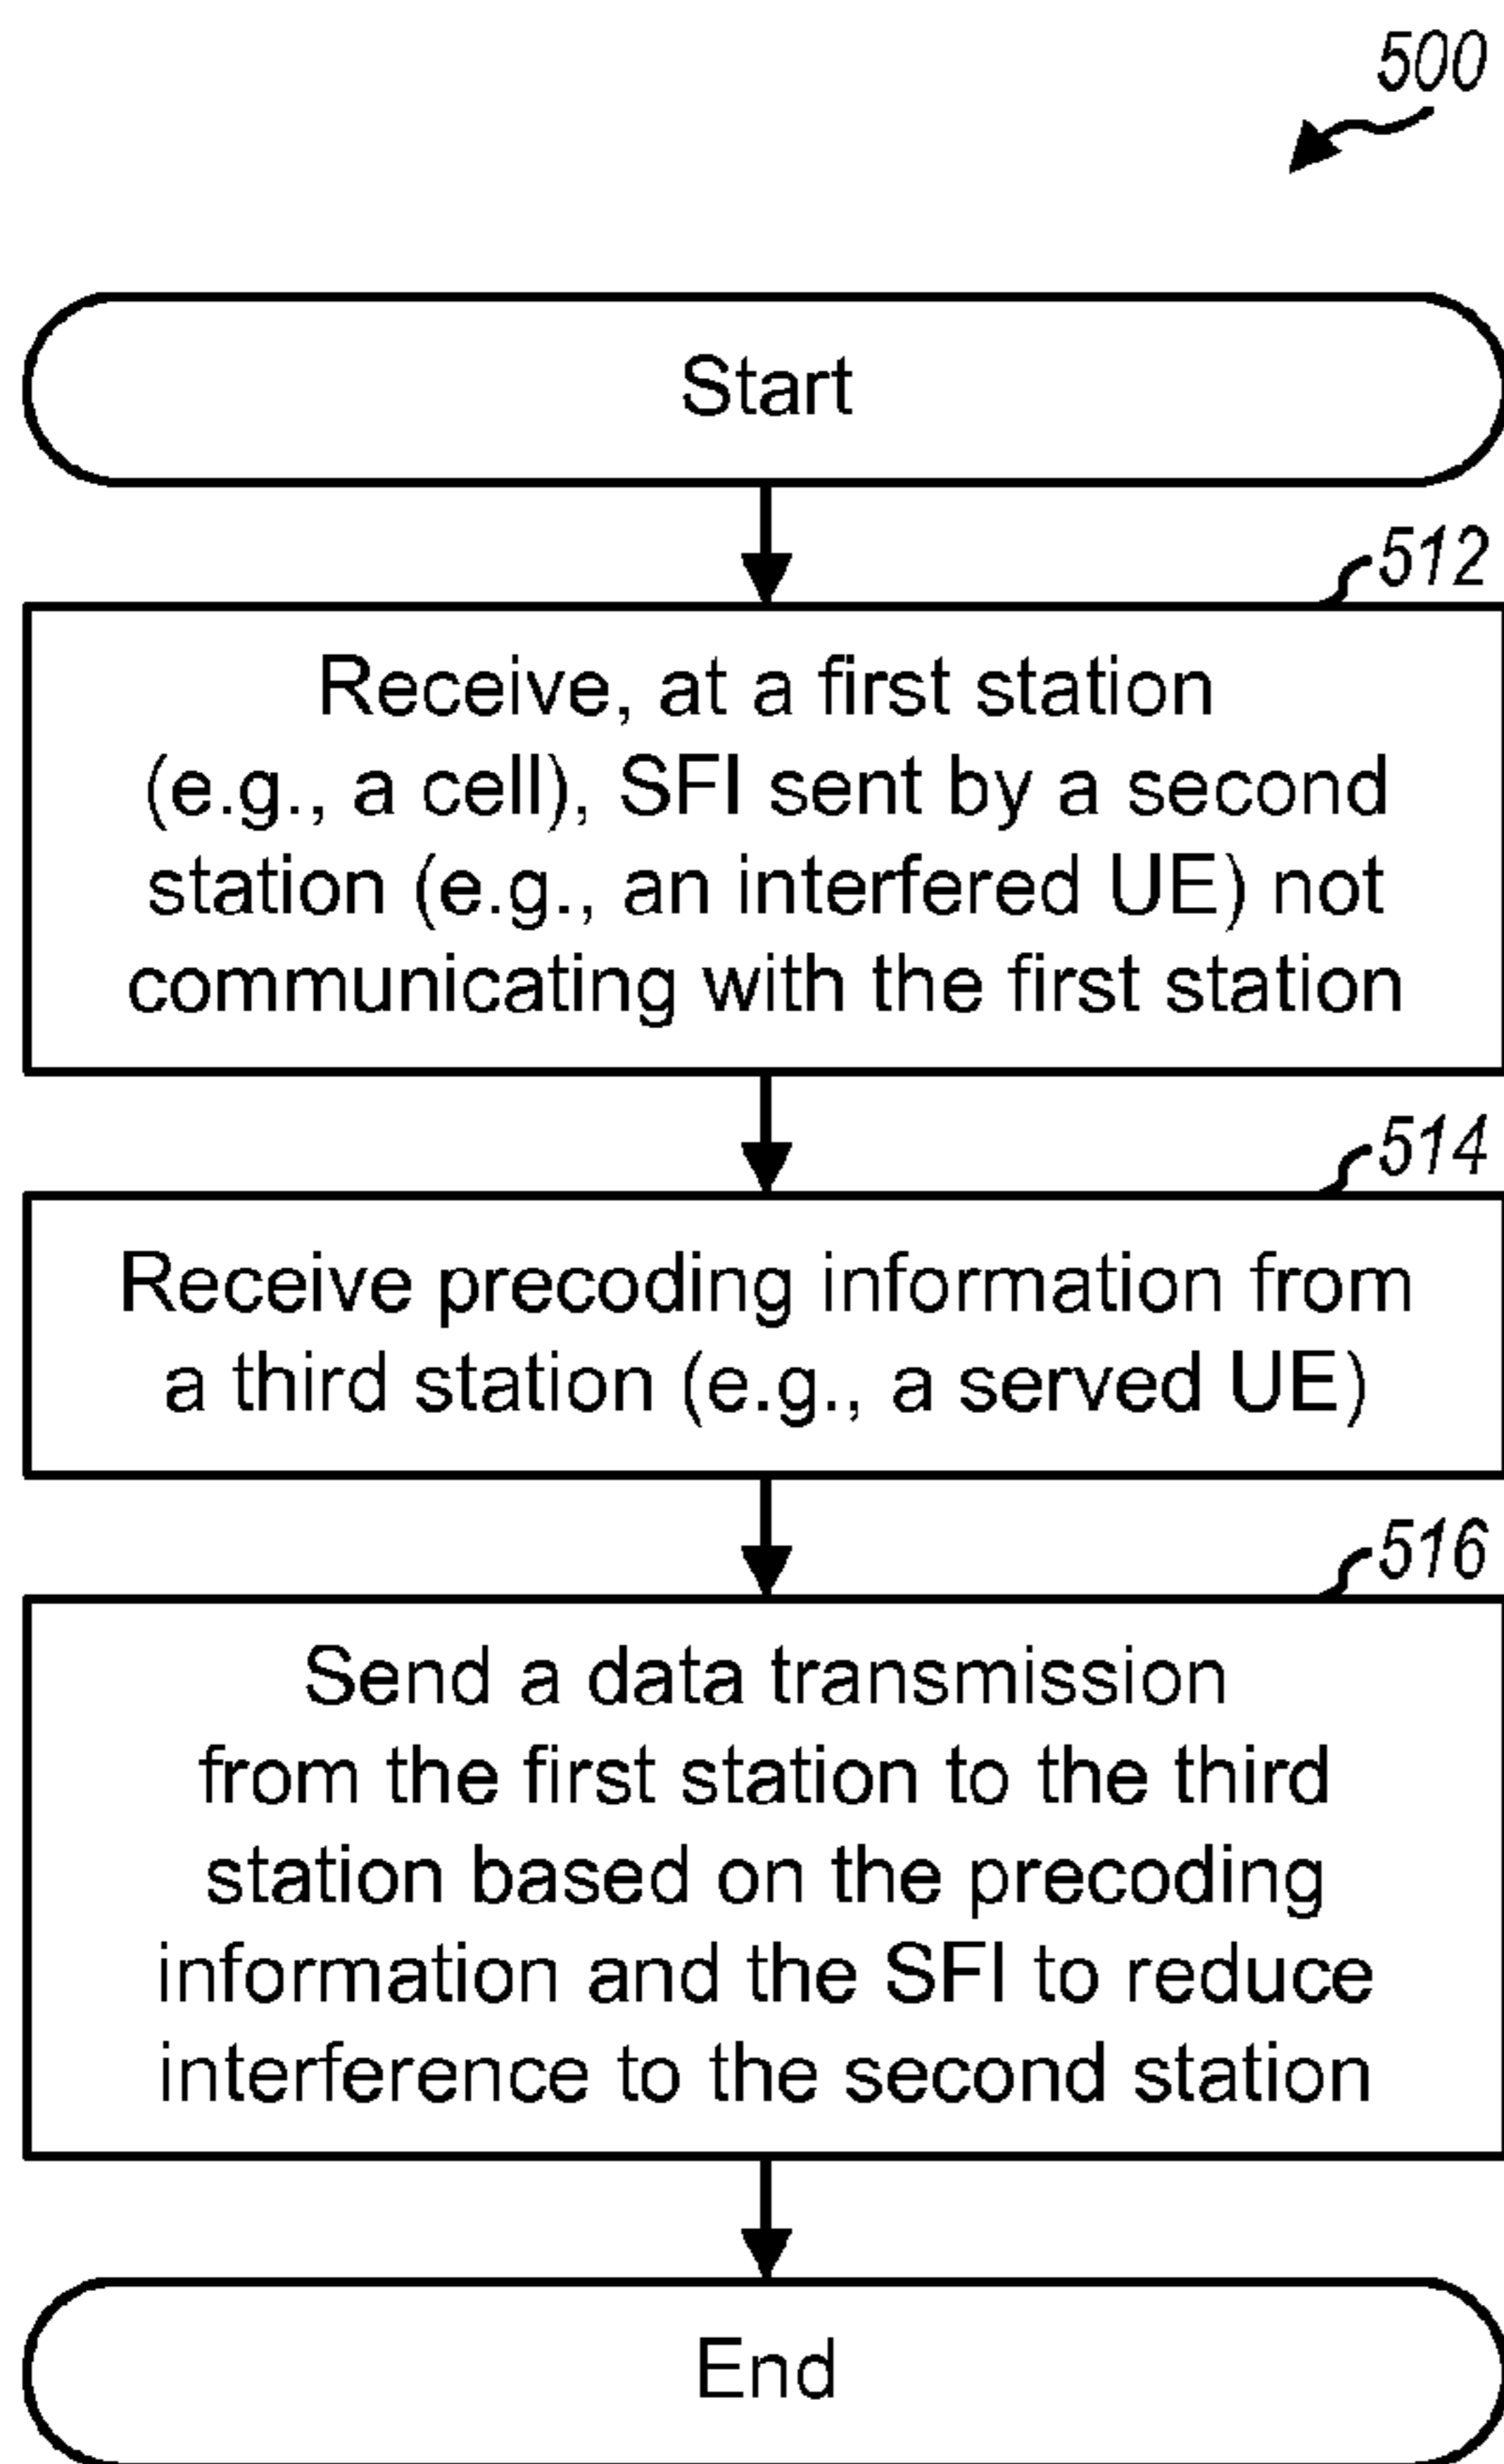 500
Start
512
Receive, at a first station
(e.g., a cell), SFI sent by a second
station (e.g., an interfered UE) not
communicating with the first station
514
Receive precoding information from
a third station (e.g., a served UE)
516
Send a data transmission
from the first station to the third
station based on the precoding
information and the SFI to reduce
interference to the second station
End